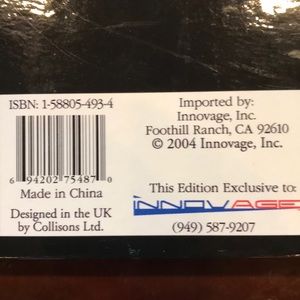 ISBN: 1-58805-493-4
6 94202 75487 0
Made in China
Designed in the UK
by Collisons Ltd.
Imported by:
Innovage, Inc.
Foothill Ranch, CA 92610
© 2004 Innovage, Inc.
This Edition Exclusive to:
INNOVAGE
(949) 587-9207